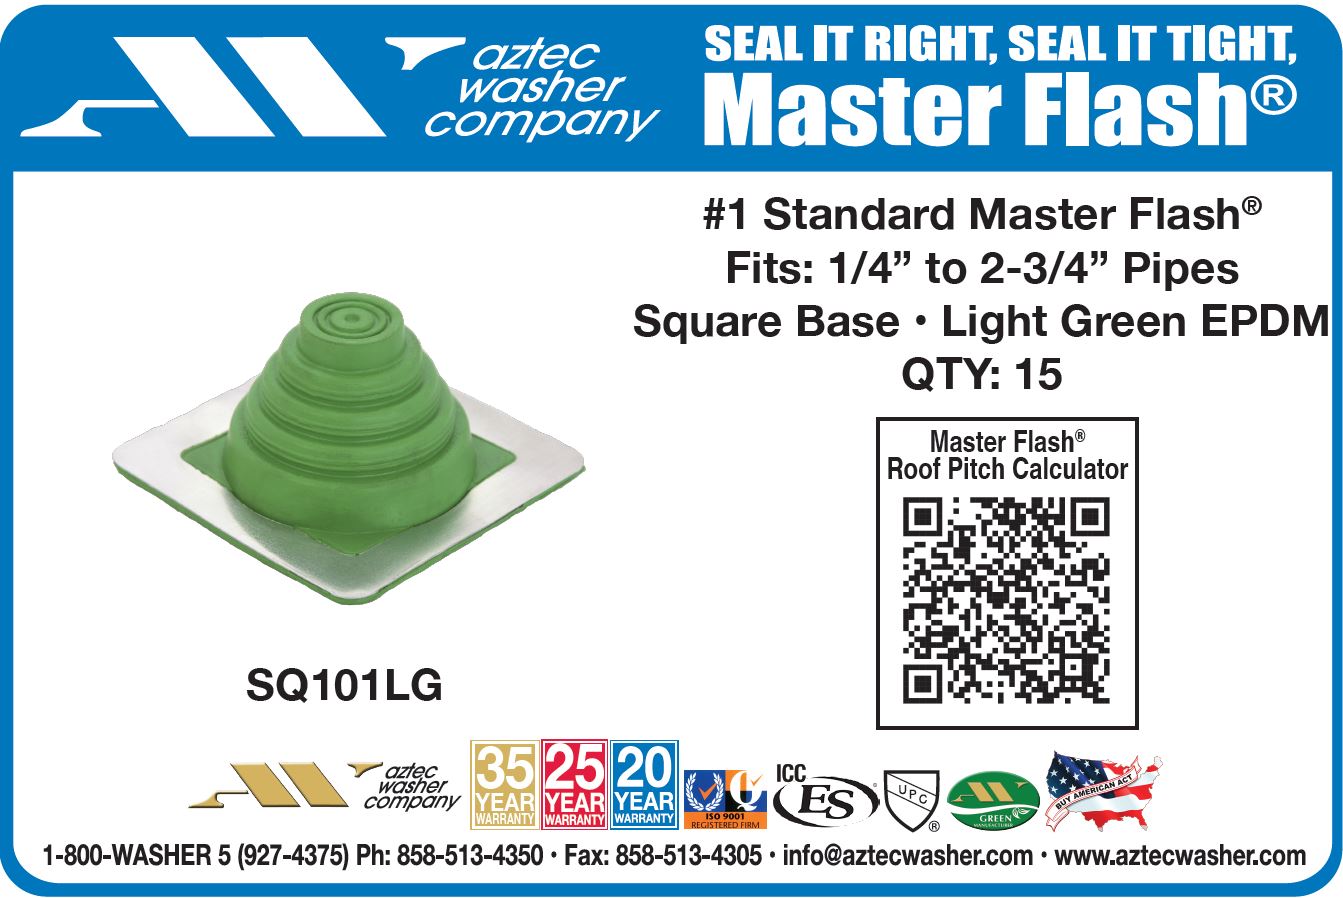 aztec
washer
company
SEAL IT RIGHT, SEAL IT TIGHT,
Master Flash®
#1 Standard Master Flash®
Fits: 1/4” to 2-3/4” Pipes
Square Base • Light Green EPDM
QTY: 15
Master Flash®
Roof Pitch Calculator
SQ101LG
aztec
washer
company
35
YEAR
WARRANTY
25
YEAR
WARRANTY
20
YEAR
WARRANTY
Q
ISO 9001
REGISTERED FIRM
ICC
ES
®
UPC
®
GREEN
MANUFACTURER
BUY AMERICAN ACT
1-800-WASHER 5 (927-4375) Ph: 858-513-4350 • Fax: 858-513-4305 • info@aztecwasher.com • www.aztecwasher.com